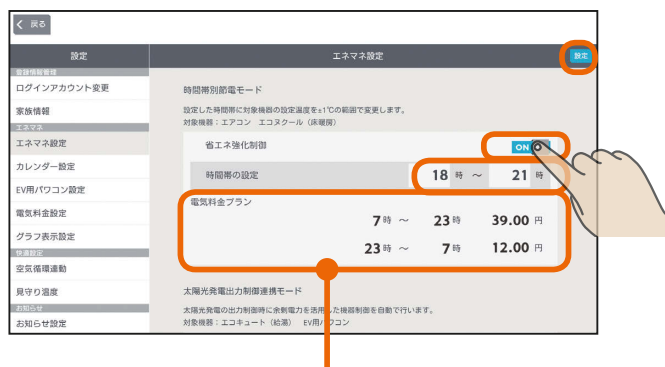 戻る
設定
エネマネ設定
設定
登録情報管理
ログインアカウント変更
家族情報
エネマネ
エネマネ設定
カレンダー設定
EV用パワコン設定
電気料金設定
グラフ表示設定
快適設定
空気循環連動
見守り温度
お知らせ
お知らせ設定
時間帯別節電モード
設定した時間帯に対象機器の設定温度を±1℃の範囲で変更します。
対象機器：エアコン エコヌクール（床暖房）
省エネ強化制御 ON
時間帯の設定 18 時 ～ 21 時
電気料金プラン
7時 ～ 23時 39.00 円
23時 ～ 7時 12.00 円
太陽光発電出力制御連携モード
太陽光発電の出力制御時に余剰電力を活用した機器制御を自動で行います。
対象機器：エコキュート（給湯） EV用パワコン